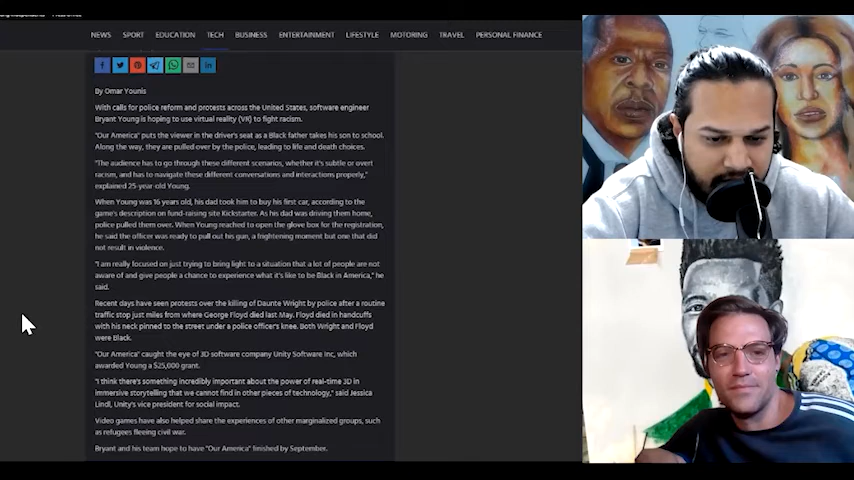 NEWS SPORT EDUCATION TECH BUSINESS ENTERTAINMENT LIFESTYLE MOTORING TRAVEL PERSONAL FINANCE
By Omar Younis
With calls for police reform and protests across the United States, software engineer
Bryant Young is hoping to use virtual reality (VR) to fight racism.
"Our America" puts the viewer in the driver's seat as a Black father takes his son to school.
Along the way, they are pulled over by the police, leading to life and death choices.
"The audience has to go through these different scenarios, whether it's subtle or overt
racism, and has to navigate these different conversations and interactions properly,"
explained 25-year-old Young.
When Young was 16 years old, his dad took him to buy his first car, according to the
game's description on fund-raising site Kickstarter. As his dad was driving them home,
police pulled them over. When Young reached to open the glove box for the registration,
he said the officer was ready to pull out his gun, a frightening moment but one that did
not result in violence.
"I am really focused on just trying to bring light to a situation that a lot of people are not
aware of and give people a chance to experience what it's like to be Black in America," he
said.
Recent days have seen protests over the killing of Daunte Wright by police after a routine
traffic stop just miles from where George Floyd died last May. Floyd died in handcuffs
with his neck pinned to the street under a police officer's knee. Both Wright and Floyd
were Black.
"Our America" caught the eye of 3D software company Unity Software Inc, which
awarded Young a $25,000 grant.
"I think there's something incredibly important about the power of real-time 3D in
immersive storytelling that we cannot find in other pieces of technology," said Jessica
Lindl, Unity's vice president for social impact.
Video games have also helped share the experiences of other marginalized groups, such
as refugees fleeing civil war.
Bryant and his team hope to have "Our America" finished by September.